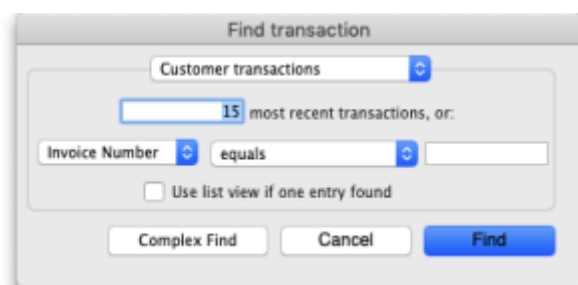 Find transaction
Customer transactions
15 most recent transactions, or:
Invoice Number equals
Use list view if one entry found
Complex Find Cancel Find